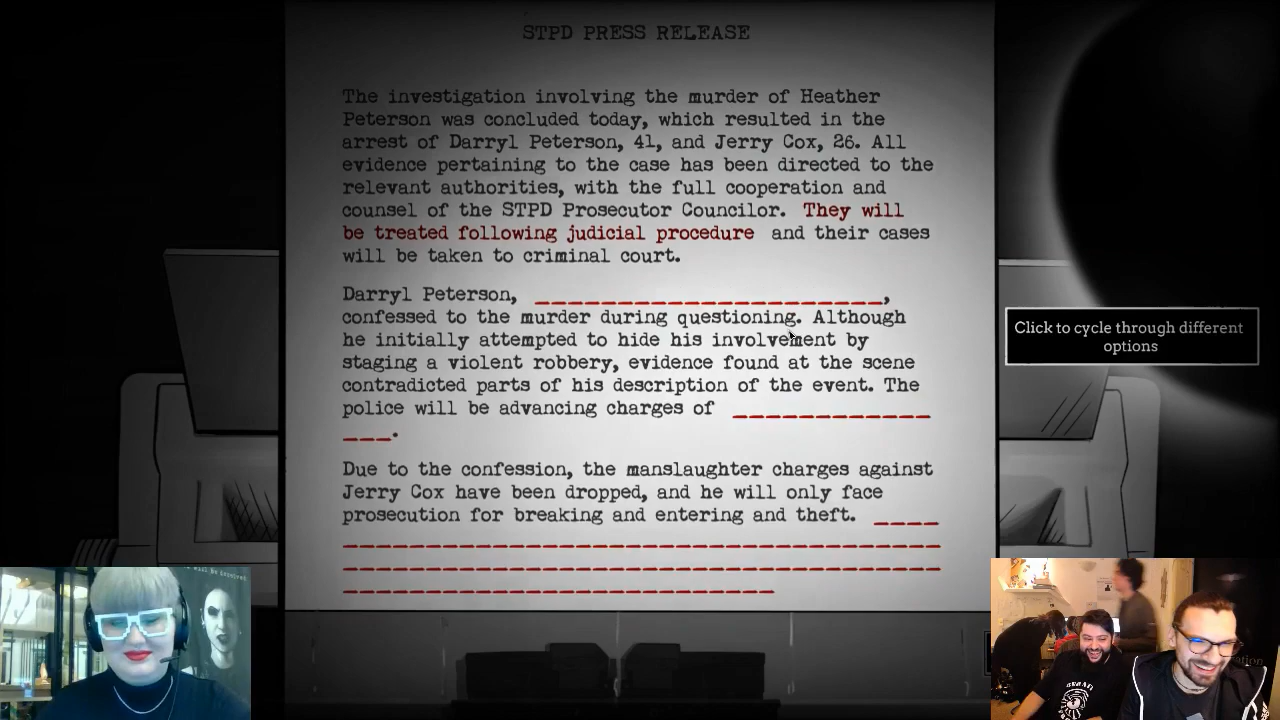 STPD PRESS RELEASE
The investigation involving the murder of Heather
Peterson was concluded today, which resulted in the
arrest of Darryl Peterson, 41, and Jerry Cox, 26. All
evidence pertaining to the case has been directed to the
relevant authorities, with the full cooperation and
counsel of the STPD Prosecutor Councilor. They will
be treated following judicial procedure and their cases
will be taken to criminal court.
Darryl Peterson, _____________________,
confessed to the murder during questioning. Although
he initially attempted to hide his involvement by
staging a violent robbery, evidence found at the scene
contradicted parts of his description of the event. The
police will be advancing charges of ____________
___.
Due to the confession, the manslaughter charges against
Jerry Cox have been dropped, and he will only face
prosecution for breaking and entering and theft. ____
Click to cycle through different
options